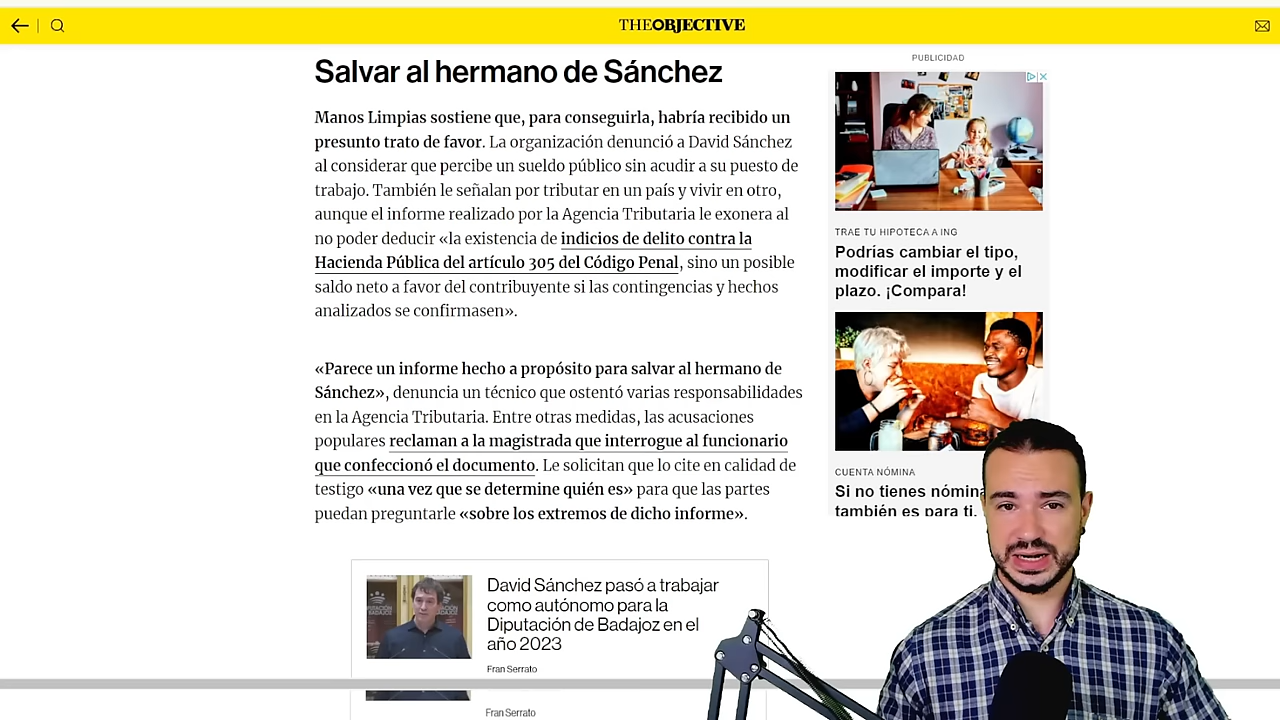 THEOBJECTIVE
Salvar al hermano de Sánchez
Manos Limpias sostiene que, para conseguirla, habría recibido un
presunto trato de favor. La organización denunció a David Sánchez
al considerar que percibe un sueldo público sin acudir a su puesto de
trabajo. También le señalan por tributar en un país y vivir en otro,
aunque el informe realizado por la Agencia Tributaria le exonera al
no poder deducir «la existencia de indicios de delito contra la
Hacienda Pública del artículo 305 del Código Penal, sino un posible
saldo neto a favor del contribuyente si las contingencias y hechos
analizados se confirmasen».
«Parece un informe hecho a propósito para salvar al hermano de
Sánchez», denuncia un técnico que ostentó varias responsabilidades
en la Agencia Tributaria. Entre otras medidas, las acusaciones
populares reclaman a la magistrada que interrogue al funcionario
que confeccionó el documento. Le solicitan que lo cite en calidad de
testigo «una vez que se determine quién es» para que las partes
puedan preguntarle «sobre los extremos de dicho informe».
David Sánchez pasó a trabajar
como autónomo para la
Diputación de Badajoz en el
año 2023
Fran Serrato
Fran Serrato
PUBLICIDAD
TRAE TU HIPOTECA A ING
Podrías cambiar el tipo,
modificar el importe y el
plazo. ¡Compara!
CUENTA NÓMINA
Si no tienes nómina
también es para ti.